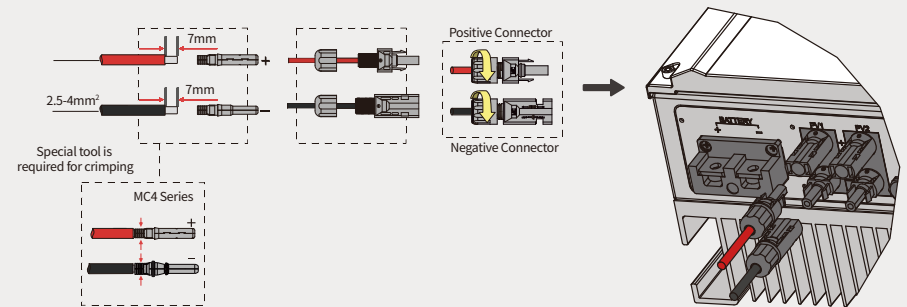 7mm
+
2.5-4mm²
7mm
−
Special tool is
required for crimping
MC4 Series
+
−
Positive Connector
Negative Connector
BATTERY
+ −
PV1
PV2
+